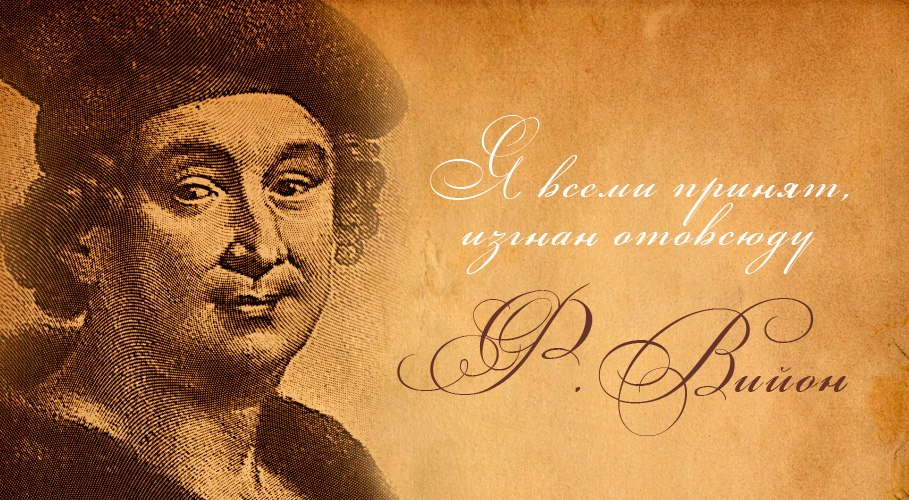 Я всеми принят,
изгнан отовсюду
Ф. Вийон